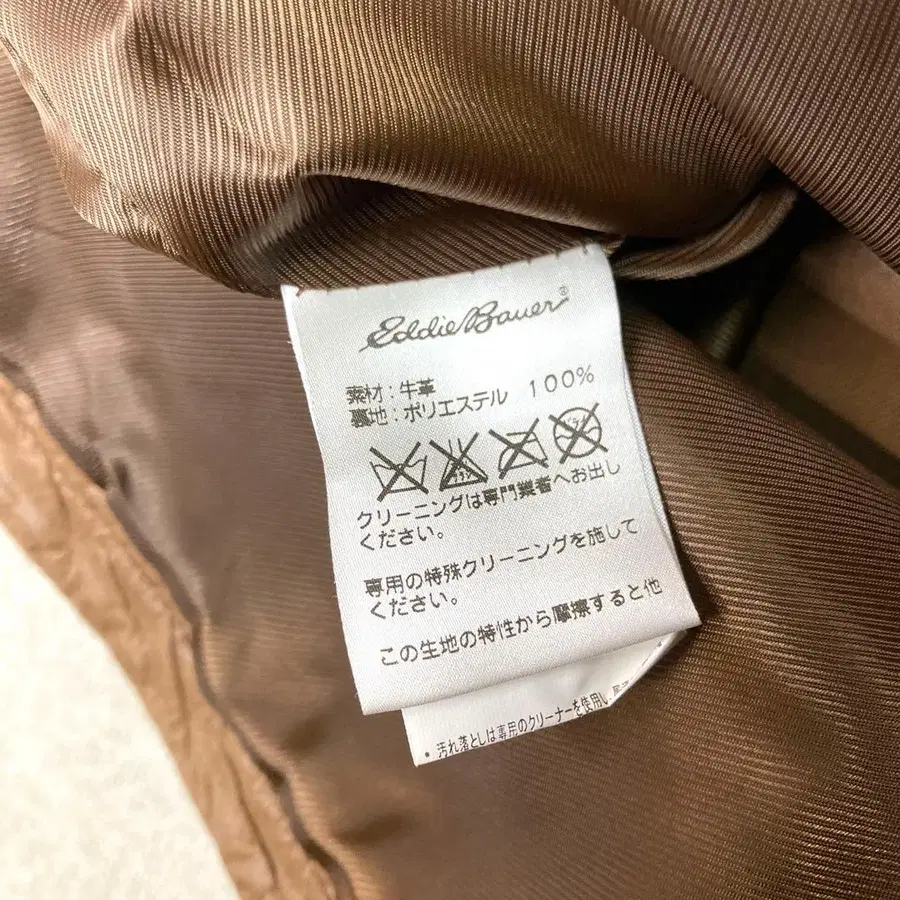 Eddie Bauer®
素材:牛革
裏地:ポリエステル 100%
クリーニングは専門業者へお出し
ください。
専用の特殊クリーニングを施して
ください。
この生地の特性から摩擦すると他
・汚れ落としは専用のクリーナーを使用し、